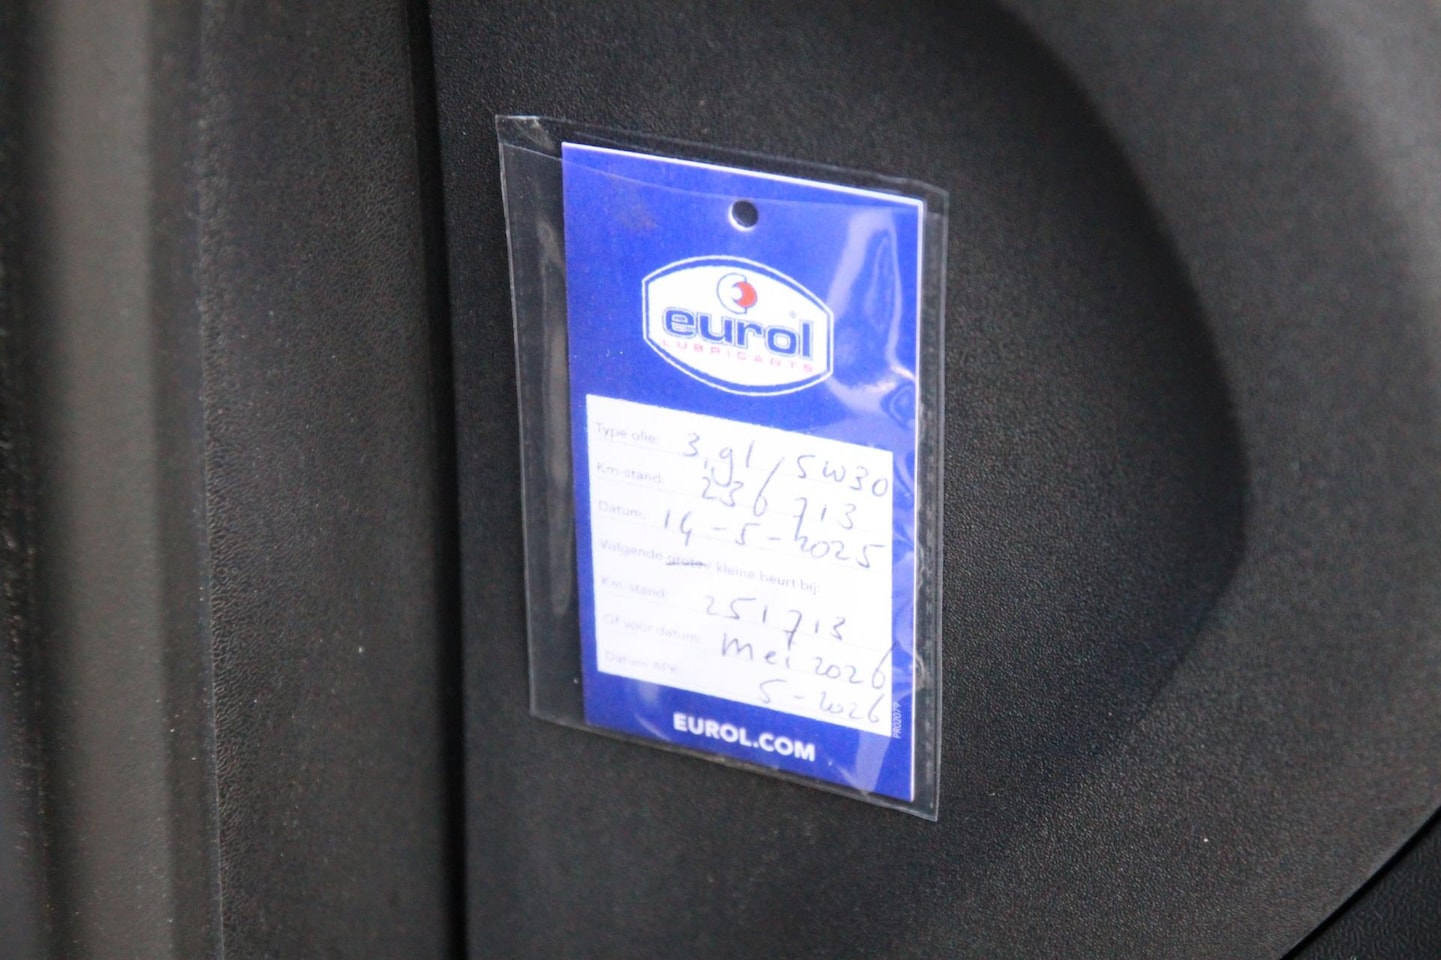 eurol®
LUBRICANTS
Type olie: 3,9l / 5W30
Km-stand: 236713
Datum: 14-5-2025
Volgende grote/ kleine beurt bij:
Km-stand: 251713
Of voor datum: Mei 2026
Datum APK: 5-2026
PR02079
EUROL.COM